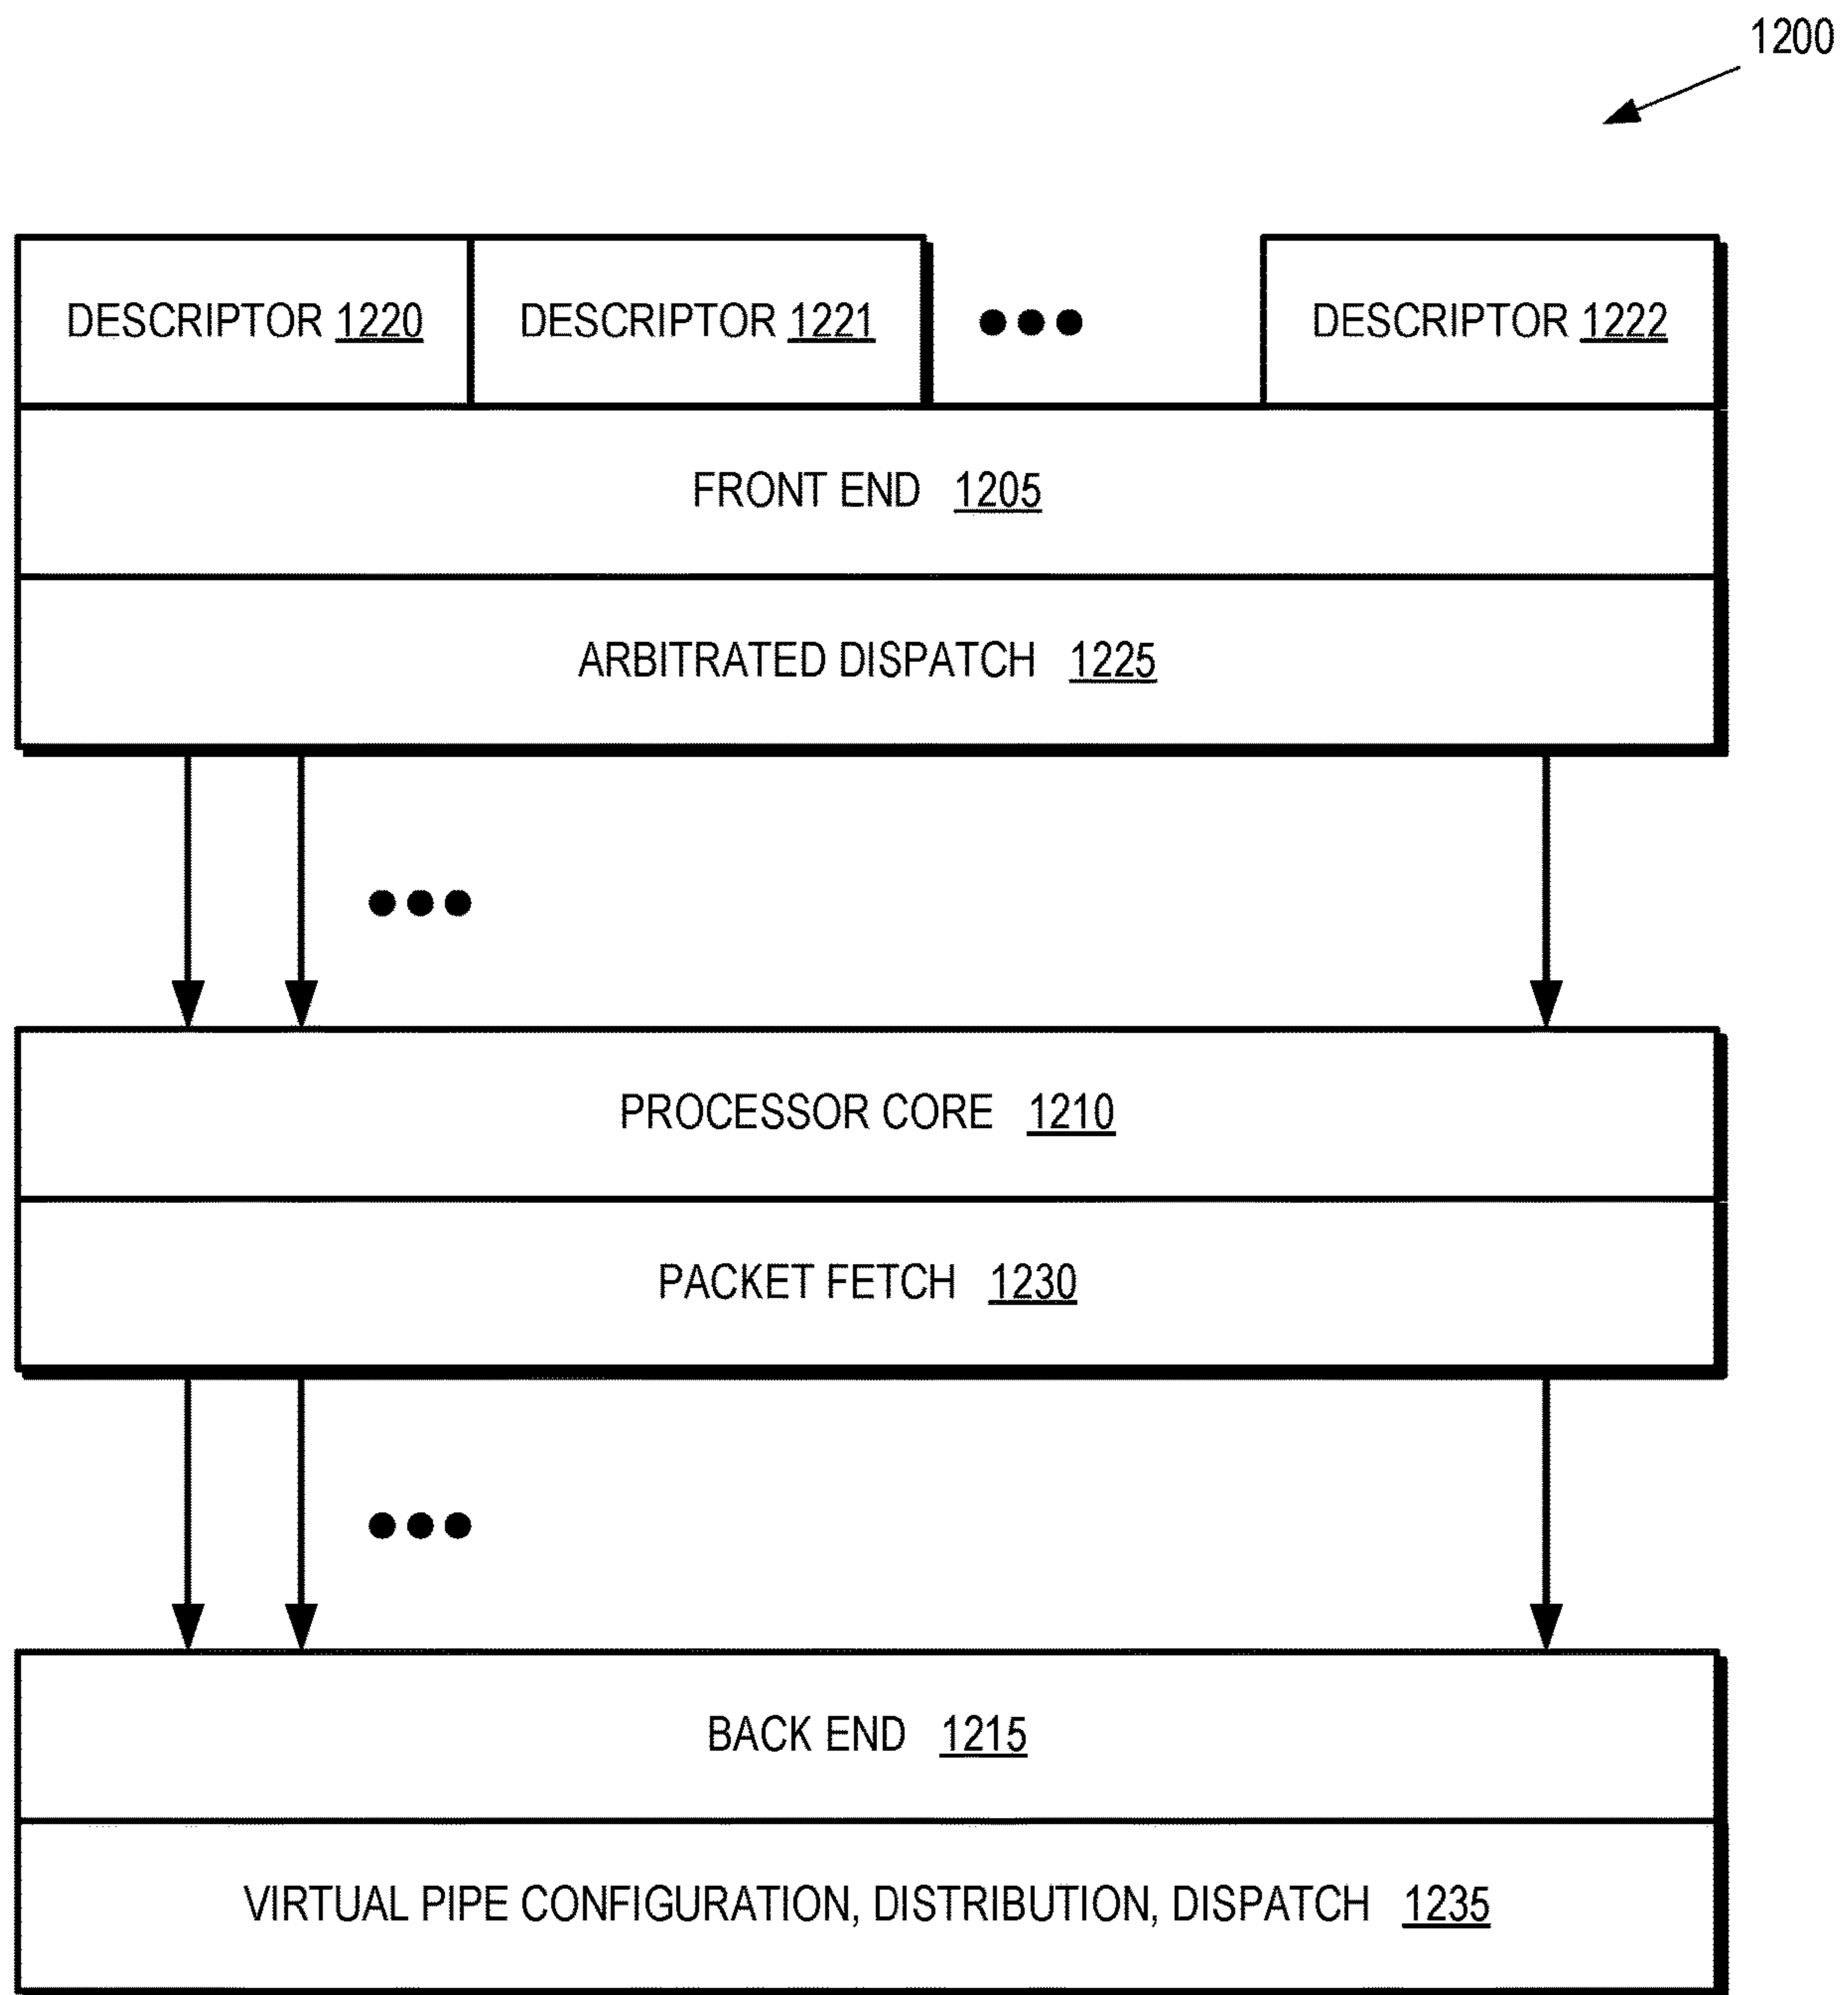 1200
DESCRIPTOR 1220
DESCRIPTOR 1221
DESCRIPTOR 1222
FRONT END 1205
ARBITRATED DISPATCH 1225
PROCESSOR CORE 1210
PACKET FETCH 1230
BACK END 1215
VIRTUAL PIPE CONFIGURATION, DISTRIBUTION, DISPATCH 1235